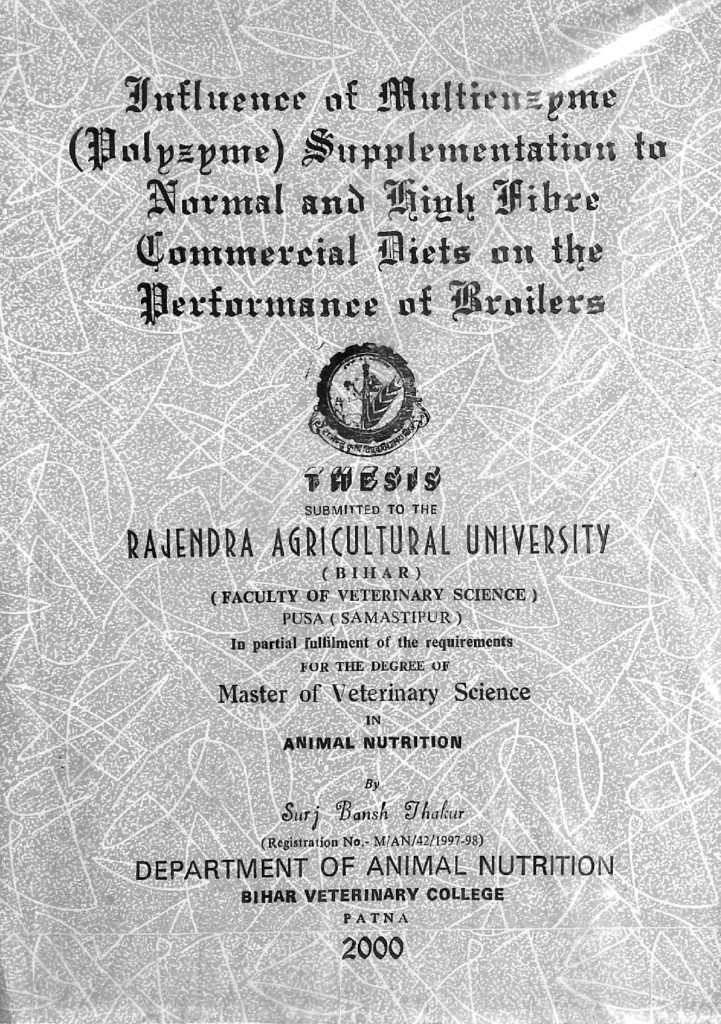 Influence of Multienzyme
(Polyzyme) Supplementation to
Normal and High Fibre
Commercial Diets on the
Performance of Broilers
THESIS
SUBMITTED TO THE
RAJENDRA AGRICULTURAL UNIVERSITY
(BIHAR)
(FACULTY OF VETERINARY SCIENCE)
PUSA (SAMASTIPUR)
In partial fulfilment of the requirements
FOR THE DEGREE OF
Master of Veterinary Science
IN
ANIMAL NUTRITION
By
Surj Bansh Thakur
(Registration No.- M/AN/42/1997-98)
DEPARTMENT OF ANIMAL NUTRITION
BIHAR VETERINARY COLLEGE
PATNA
2000